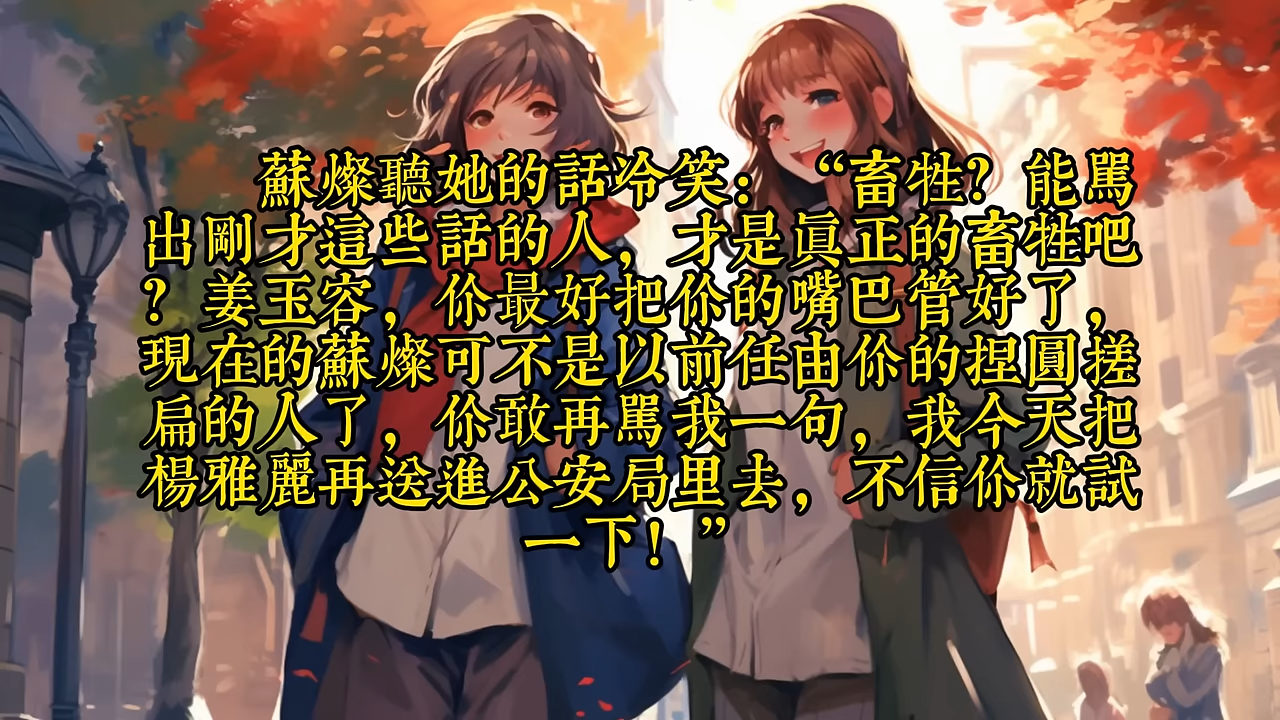 蘇燦聽她的話冷笑：“畜牲？能罵
出剛才這些話的人，才是眞正的畜牲吧
？姜玉容，你最好把你的嘴巴管好了，
現在的蘇燦可不是以前任由你的捏圓搓
扁的人了，你敢再罵我一句，我今天把
楊雅麗再送進公安局里去，不信你就試
一下！”